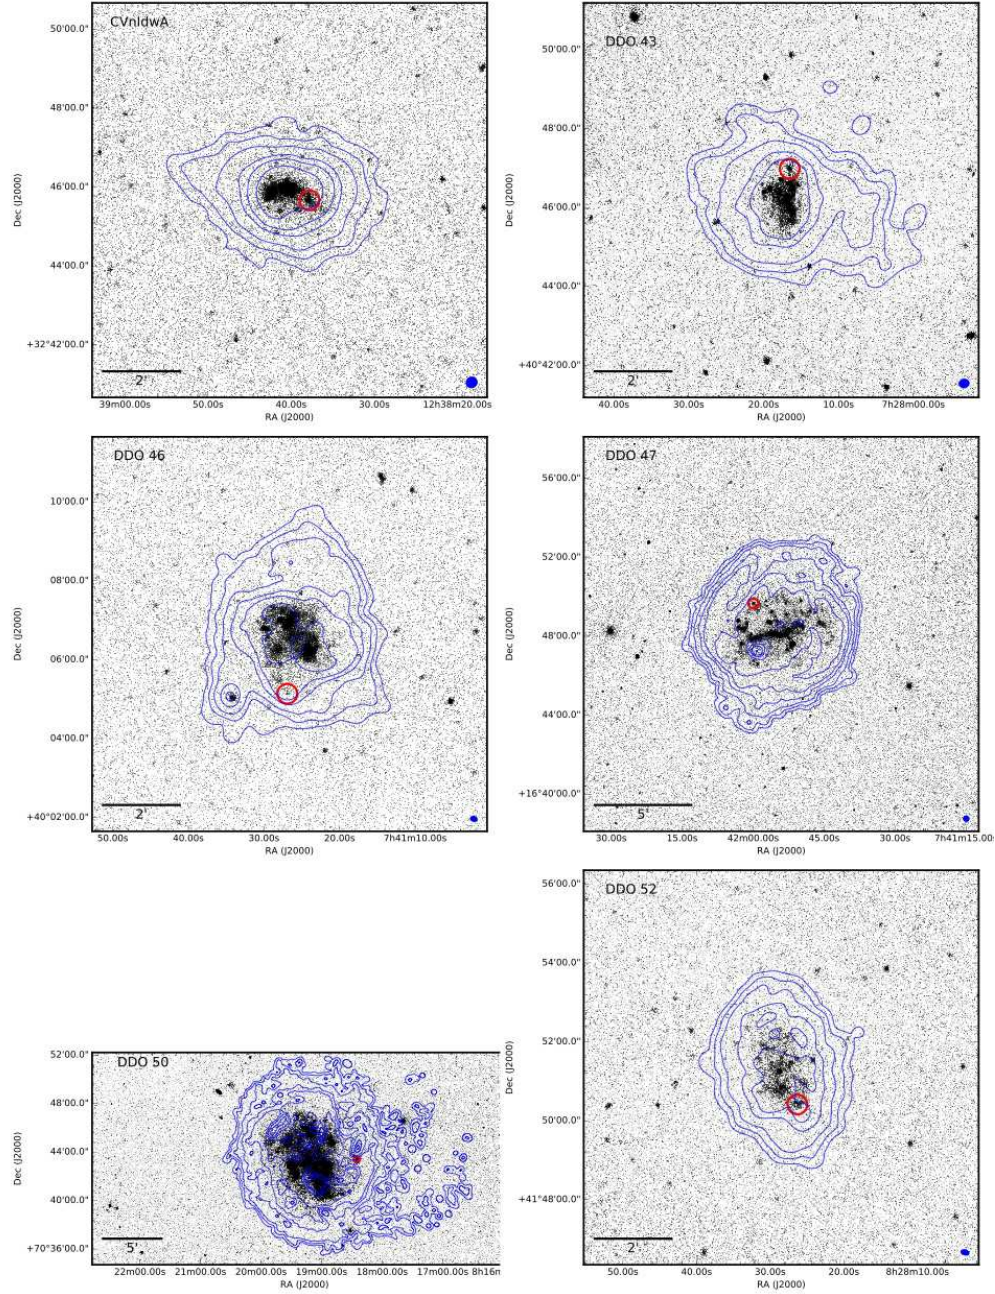 CVnIdwA
50'00.0"
48'00.0"
46'00.0"
44'00.0"
+32°42'00.0"
Dec (J2000)
2'
39m00.00s 50.00s 40.00s 30.00s 12h38m20.00s
RA (J2000)
DDO 43
50'00.0"
48'00.0"
46'00.0"
44'00.0"
+40°42'00.0"
Dec (J2000)
2'
40.00s 30.00s 20.00s 10.00s 7h28m00.00s
RA (J2000)
DDO 46
10'00.0"
08'00.0"
06'00.0"
04'00.0"
+40°02'00.0"
Dec (J2000)
2'
50.00s 40.00s 30.00s 20.00s 7h41m10.00s
RA (J2000)
DDO 47
56'00.0"
52'00.0"
48'00.0"
44'00.0"
+16°40'00.0"
Dec (J2000)
5'
30.00s 15.00s 42m00.00s 45.00s 30.00s 7h41m15.00s
RA (J2000)
DDO 50
52'00.0"
48'00.0"
44'00.0"
40'00.0"
+70°36'00.0"
Dec (J2000)
5'
22m00.00s 21m00.00s 20m00.00s 19m00.00s 18m00.00s 17m00.00s 8h16m
RA (J2000)
DDO 52
56'00.0"
54'00.0"
52'00.0"
50'00.0"
+41°48'00.0"
Dec (J2000)
2'
50.00s 40.00s 30.00s 20.00s 8h28m10.00s
RA (J2000)